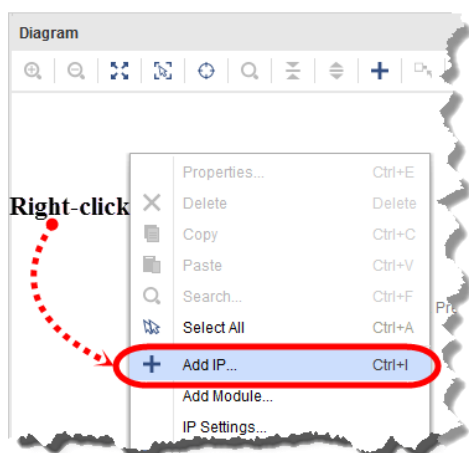 Diagram
Properties... Ctrl+E
Right-click
Delete Delete
Copy Ctrl+C
Paste Ctrl+V
Search... Ctrl+F
Select All Ctrl+A
Add IP... Ctrl+I
Add Module...
IP Settings...